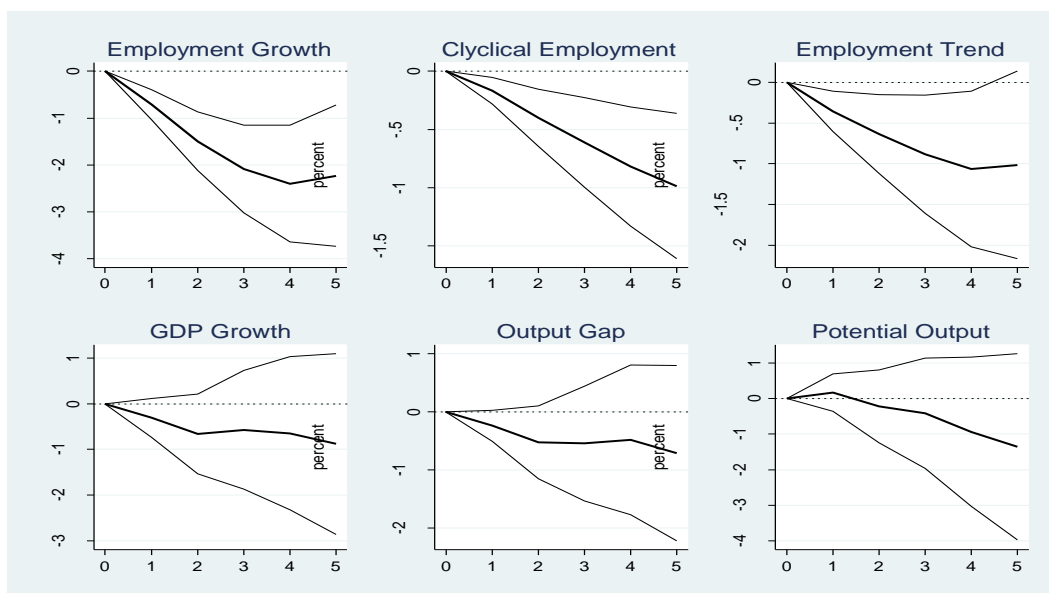 Employment Growth
0
-1
-2
-3
-4
percent
0 1 2 3 4 5
Clyclical Employment
0
-.5
-1
-1.5
percent
0 1 2 3 4 5
Employment Trend
0
-.5
-1
-1.5
-2
0 1 2 3 4 5
GDP Growth
1
0
-1
-2
-3
percent
0 1 2 3 4 5
Output Gap
1
0
-1
-2
percent
0 1 2 3 4 5
Potential Output
1
0
-1
-2
-3
-4
0 1 2 3 4 5